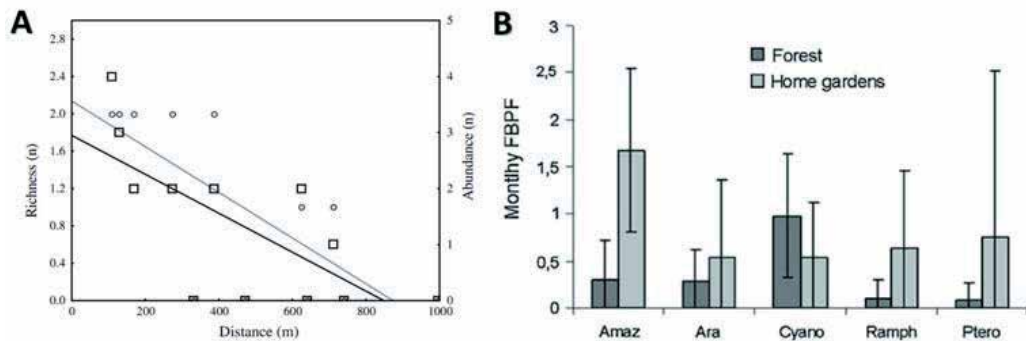 A
Richness (n)
2.8
2.4
2.0
1.6
1.2
0.8
0.4
0.0
0
200
400
600
800
1000
Distance (m)
5
4
3
2
1
0
Abundance (n)
B
Montlhy FBPF
3
2,5
2
1,5
1
0,5
0
Forest
Home gardens
Amaz
Ara
Cyano
Ramph
Ptero